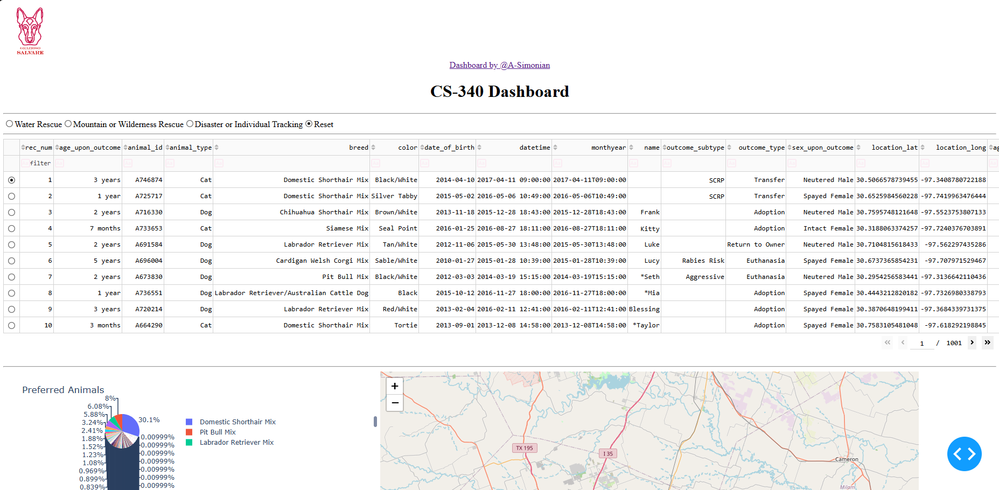 GRAZIOSO
SALVARE
Dashboard by @A-Simonian
CS-340 Dashboard
Water Rescue Mountain or Wilderness Rescue Disaster or Individual Tracking Reset
rec_num age_upon_outcome animal_id animal_type breed color date_of_birth datetime monthyear name outcome_subtype outcome_type sex_upon_outcome location_lat location_long ag
filter
1 3 years A746874 Cat Domestic Shorthair Mix Black/White 2014-04-10 2017-04-11 09:00:00 2017-04-11T09:00:00 SCRP Transfer Neutered Male 30.5066578739455 -97.3408780722188
2 1 year A725717 Cat Domestic Shorthair Mix Silver Tabby 2015-05-02 2016-05-06 10:49:00 2016-05-06T10:49:00 SCRP Transfer Spayed Female 30.6525984560228 -97.7419963476444
3 2 years A716330 Dog Chihuahua Shorthair Mix Brown/White 2013-11-18 2015-12-28 18:43:00 2015-12-28T18:43:00 Frank Adoption Neutered Male 30.7595748121648 -97.5523753807133
4 7 months A733653 Cat Siamese Mix Seal Point 2016-01-25 2016-08-27 18:11:00 2016-08-27T18:11:00 Kitty Adoption Intact Female 30.3188063374257 -97.7240376703891
5 2 years A691584 Dog Labrador Retriever Mix Tan/White 2012-11-06 2015-05-30 13:48:00 2015-05-30T13:48:00 Luke Return to Owner Neutered Male 30.7104815618433 -97.562297435286
6 5 years A696004 Dog Cardigan Welsh Corgi Mix Sable/White 2010-01-27 2015-01-28 10:39:00 2015-01-28T10:39:00 Lucy Rabies Risk Euthanasia Spayed Female 30.6737365854231 -97.707971529467
7 2 years A673830 Dog Pit Bull Mix Black/White 2012-03-03 2014-03-19 15:15:00 2014-03-19T15:15:00 *Seth Aggressive Euthanasia Neutered Male 30.2954256583441 -97.3136642110436
8 1 year A736551 Dog Labrador Retriever/Australian Cattle Dog Black 2015-10-12 2016-11-27 18:00:00 2016-11-27T18:00:00 *Mia Adoption Spayed Female 30.4443212820182 -97.7326980338793
9 3 years A720214 Dog Labrador Retriever Mix Red/White 2013-02-04 2016-02-11 12:41:00 2016-02-11T12:41:00 Blessing Adoption Spayed Female 30.3870648199411 -97.3684339731375
10 3 months A664290 Cat Domestic Shorthair Mix Tortie 2013-09-01 2013-12-08 14:58:00 2013-12-08T14:58:00 *Taylor Adoption Spayed Female 30.7583105481048 -97.618292198845
1 / 1001
Preferred Animals
8%
6.08%
5.88%
3.24%
2.41%
1.88%
1.52%
1.23%
1.08%
0.969%
0.899%
0.839%
30.1%
0.00999%
0.00999%
0.00999%
0.00999%
0.00999%
0.00999%
0.00999%
Domestic Shorthair Mix
Pit Bull Mix
Labrador Retriever Mix
+
−
TX 195
I 35
Cameron
Milam